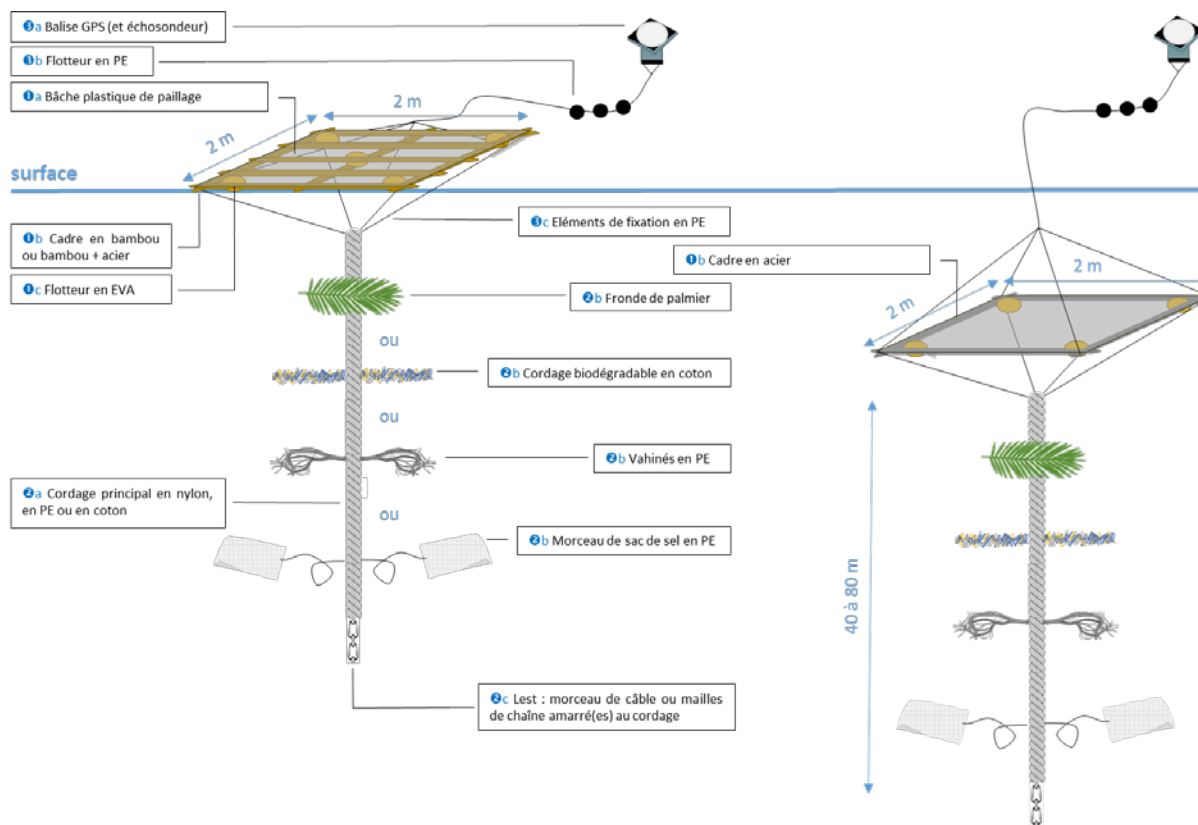 ❸a Balise GPS (et échosondeur)
❸b Flotteur en PE
❶a Bâche plastique de paillage
2 m
2 m
surface
❸c Eléments de fixation en PE
❶b Cadre en bambou
ou bambou + acier
❶b Cadre en acier
2 m
❶c Flotteur en EVA
❷b Fronde de palmier
2 m
ou
❷b Cordage biodégradable en coton
ou
❷b Vahinés en PE
❷a Cordage principal en nylon,
en PE ou en coton
ou
❷b Morceau de sac de sel en PE
40 à 80 m
❷c Lest : morceau de câble ou mailles
de chaîne amarré(es) au cordage